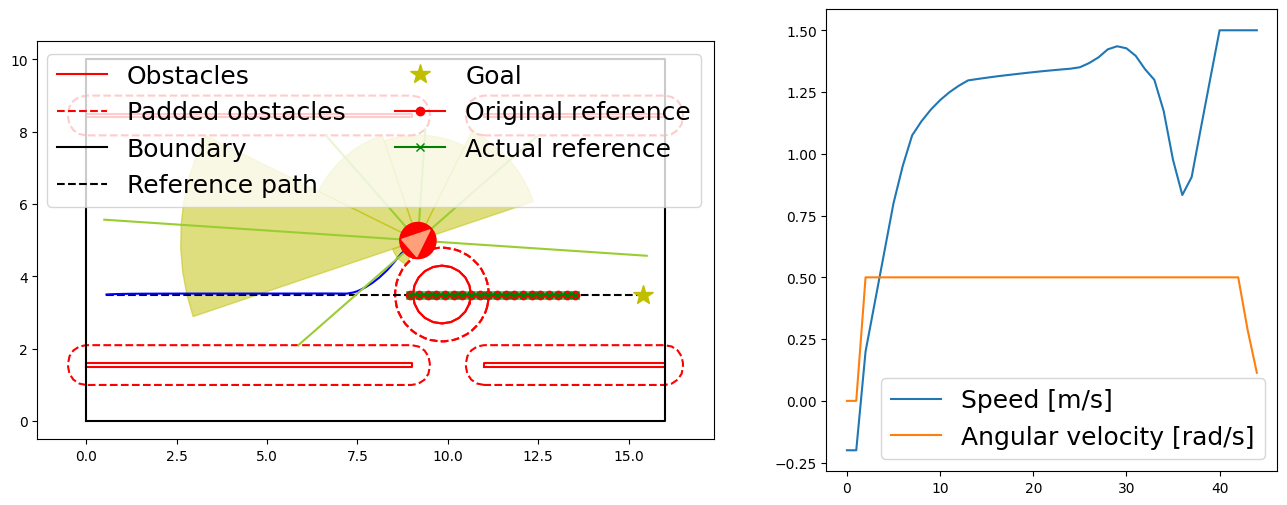 10
8
6
4
2
0
0.0 2.5 5.0 7.5 10.0 12.5 15.0
Obstacles
Padded obstacles
Boundary
Reference path
Goal
Original reference
Actual reference
1.50
1.25
1.00
0.75
0.50
0.25
0.00
−0.25
0 10 20 30 40
Speed [m/s]
Angular velocity [rad/s]